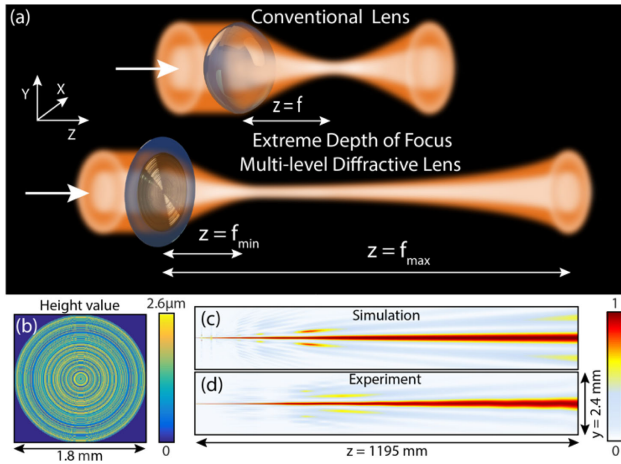 (a)
Conventional Lens
Y
X
Z
z = f
Extreme Depth of Focus
Multi-level Diffractive Lens
z = fmin
z = fmax
Height value
(b)
2.6µm
0
1.8 mm
(c)
Simulation
(d)
Experiment
z = 1195 mm
y = 2.4 mm
1
0